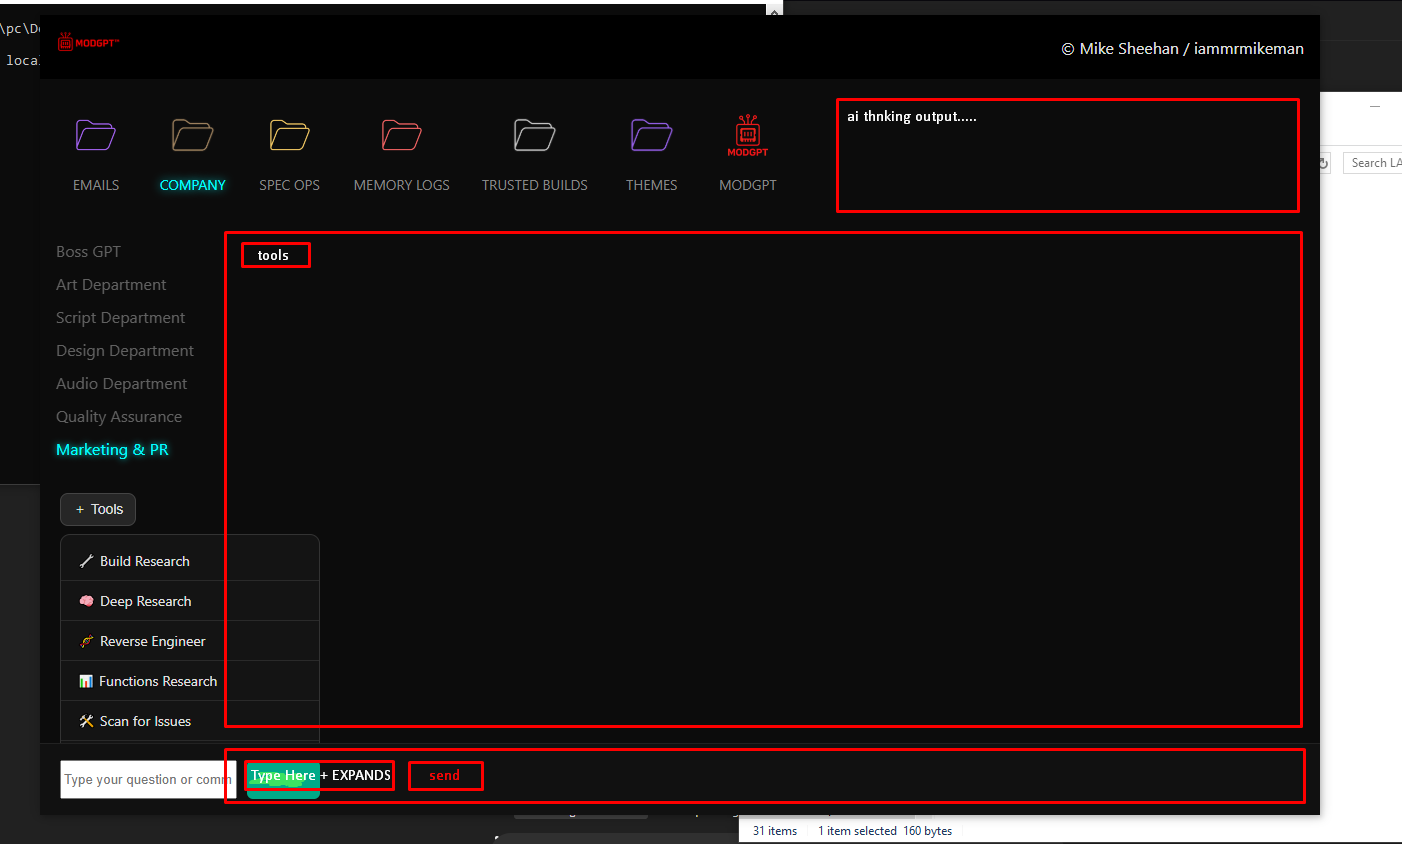 \pc\D
local
MODGPT™
© Mike Sheehan / iammrmikeman
ai thnking output.....
Search LA
EMAILS
COMPANY
SPEC OPS
MEMORY LOGS
TRUSTED BUILDS
THEMES
MODGPT
MODGPT
tools
Boss GPT
Art Department
Script Department
Design Department
Audio Department
Quality Assurance
Marketing & PR
+ Tools
Build Research
Deep Research
Reverse Engineer
Functions Research
Scan for Issues
Type your question or comm
Type Here + EXPANDS
send
31 items
1 item selected 160 bytes